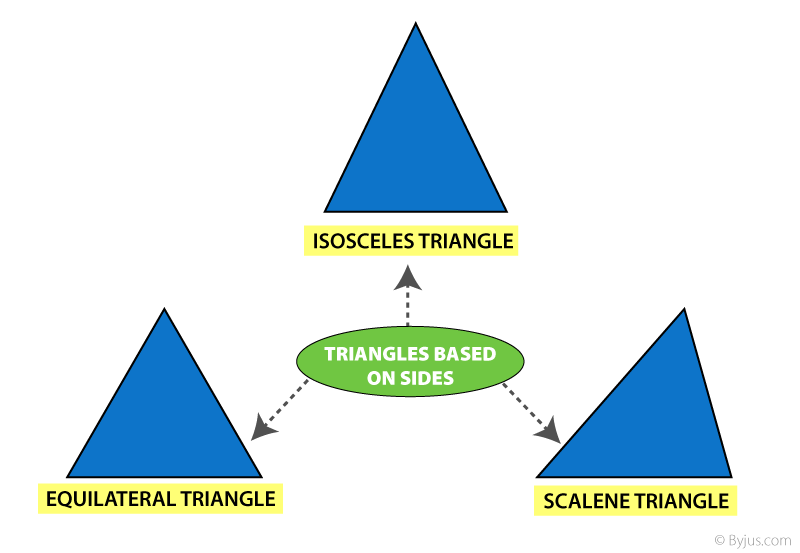 ISOSCELES TRIANGLE
TRIANGLES BASED
ON SIDES
EQUILATERAL TRIANGLE
SCALENE TRIANGLE
© Byjus.com